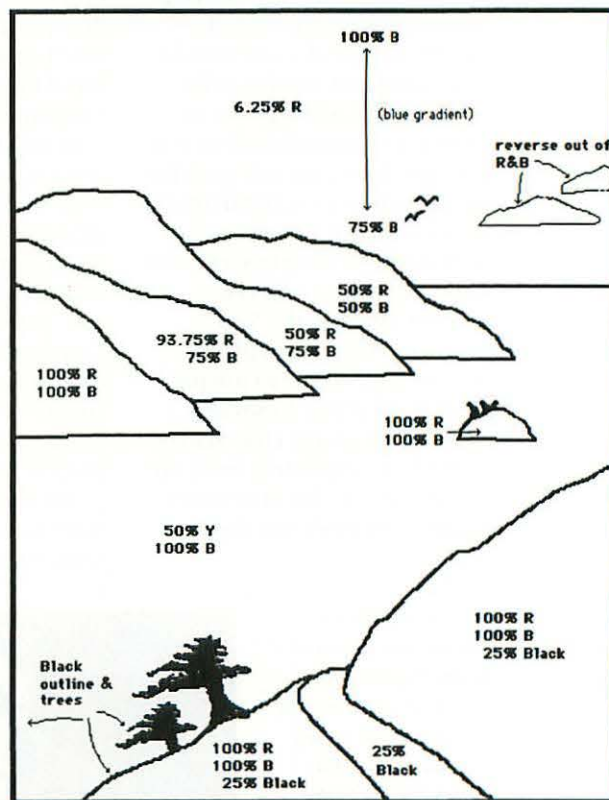 100% B
6.25% R
(blue gradient)
reverse out of
R&B
75% B
50% R
50% B
93.75% R
75% B
50% R
75% B
100% R
100% B
100% R
100% B
50% Y
100% B
100% R
100% B
25% Black
Black
outline &
trees
100% R
100% B
25% Black
25%
Black